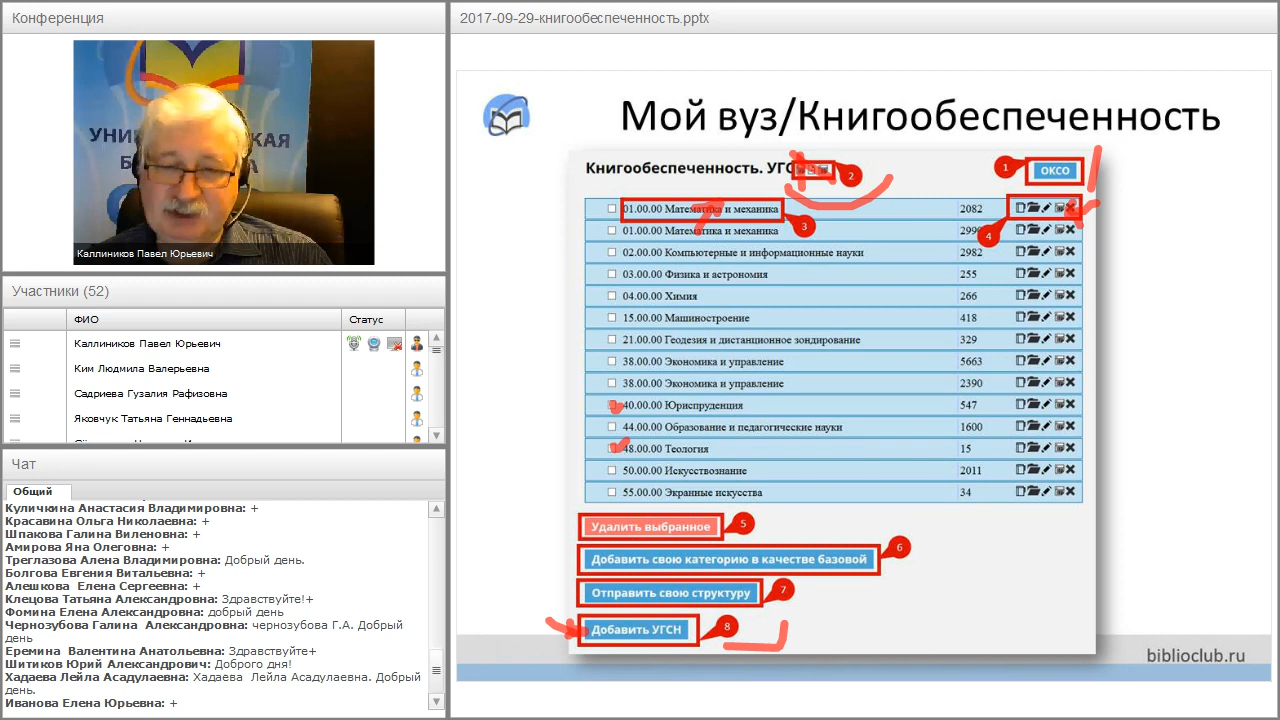 Конференция
УНИ
СКАЯ
Каллиников Павел Юрьевич
Участники (52)
ФИО
Статус
Каллиников Павел Юрьевич
Ким Людмила Валерьевна
Садриева Гузалия Рафизовна
Яковчук Татьяна Геннадьевна
Чат
Общий
Куличкина Анастасия Владимировна: +
Красавина Ольга Николаевна: +
Шпакова Галина Виленовна: +
Амирова Яна Олеговна: +
Треглазова Алена Владимировна: Добрый день.
Болгова Евгения Витальевна: +
Алешкова Елена Сергеевна: +
Клецова Татьяна Александровна: Здравствуйте!+
Фомина Елена Александровна: добрый день
Чернозубова Галина Александровна: чернозубова Г.А. Добрый
день
Еремина Валентина Анатольевна: Здравствуйте+
Шитиков Юрий Александрович: Доброго дня!
Хадаева Лейла Асадулаевна: Хадаева Лейла Асадулаевна. Добрый
день.
Иванова Елена Юрьевна: +
2017-09-29-книгообеспеченность.pptx
Мой вуз/Книгообеспеченность
Книгообеспеченность. УГС
2
1
ОКСО
01.00.00 Математика и механика 2082
3
4
01.00.00 Математика и механика
02.00.00 Компьютерные и информационные науки 2982
03.00.00 Физика и астрономия 255
04.00.00 Химия 266
15.00.00 Машиностроение 418
21.00.00 Геодезия и дистанционное зондирование 329
38.00.00 Экономика и управление 5663
38.00.00 Экономика и управление 2390
40.00.00 Юриспруденция 547
44.00.00 Образование и педагогические науки 1600
48.00.00 Теология 15
50.00.00 Искусствознание 2011
55.00.00 Экранные искусства 34
Удалить выбранное 5
Добавить свою категорию в качестве базовой 6
Отправить свою структуру 7
Добавить УГСН 8
biblioclub.ru